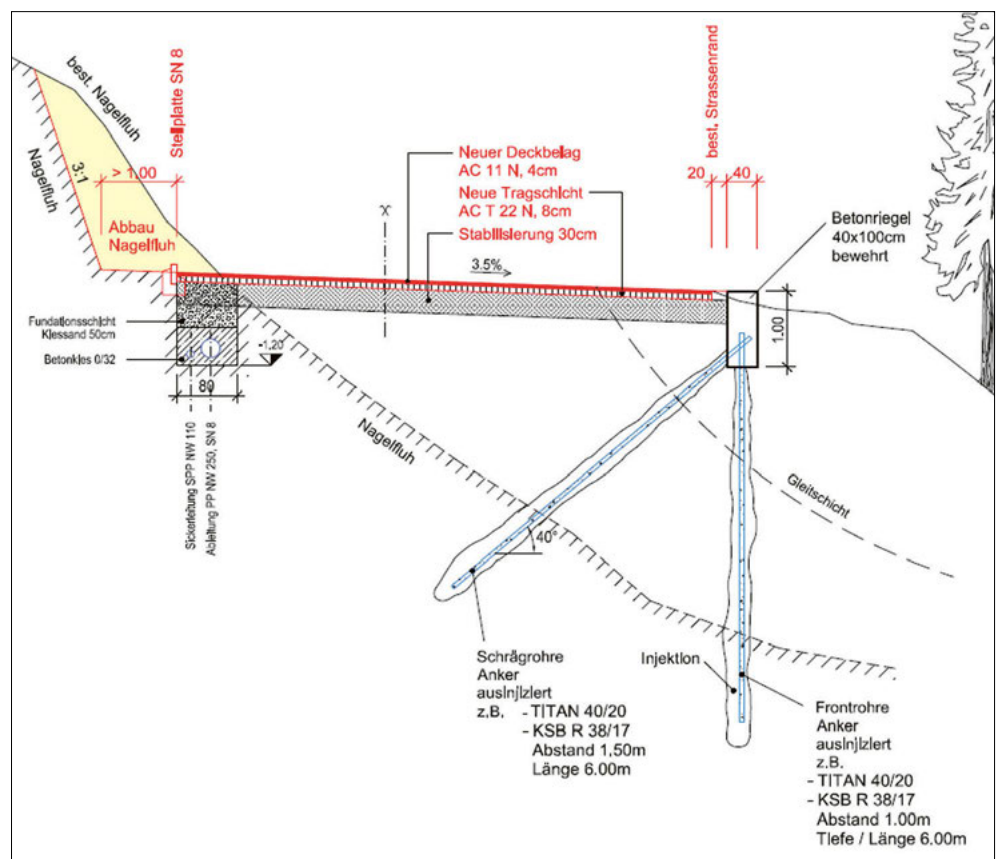 best. Nagelfluh
Nagelfluh
3:1
> 1,00
Stellplatte SN 8
Abbau
Nagelfluh
Neuer Deckbelag
AC 11 N, 4cm
Neue Tragschicht
AC T 22 N, 8cm
Stabilisierung 30cm
3.5%
best. Strassenrand
20
40
Betonriegel
40x100cm
bewehrt
1.00
Fundationsschicht
Kiessand 50cm
Betonkies 0/32
-1,20
80
Sickerleitung SPP NW 110
Ableitung PP NW 250, SN 8
Nagelfluh
Gleitschicht
40°
Schrägrohre
Anker
ausinjiziert
z.B. - TITAN 40/20
- KSB R 38/17
Abstand 1,50m
Länge 6.00m
Injektion
Frontrohre
Anker
ausinjiziert
z.B.
- TITAN 40/20
- KSB R 38/17
Abstand 1.00m
Tiefe / Länge 6.00m